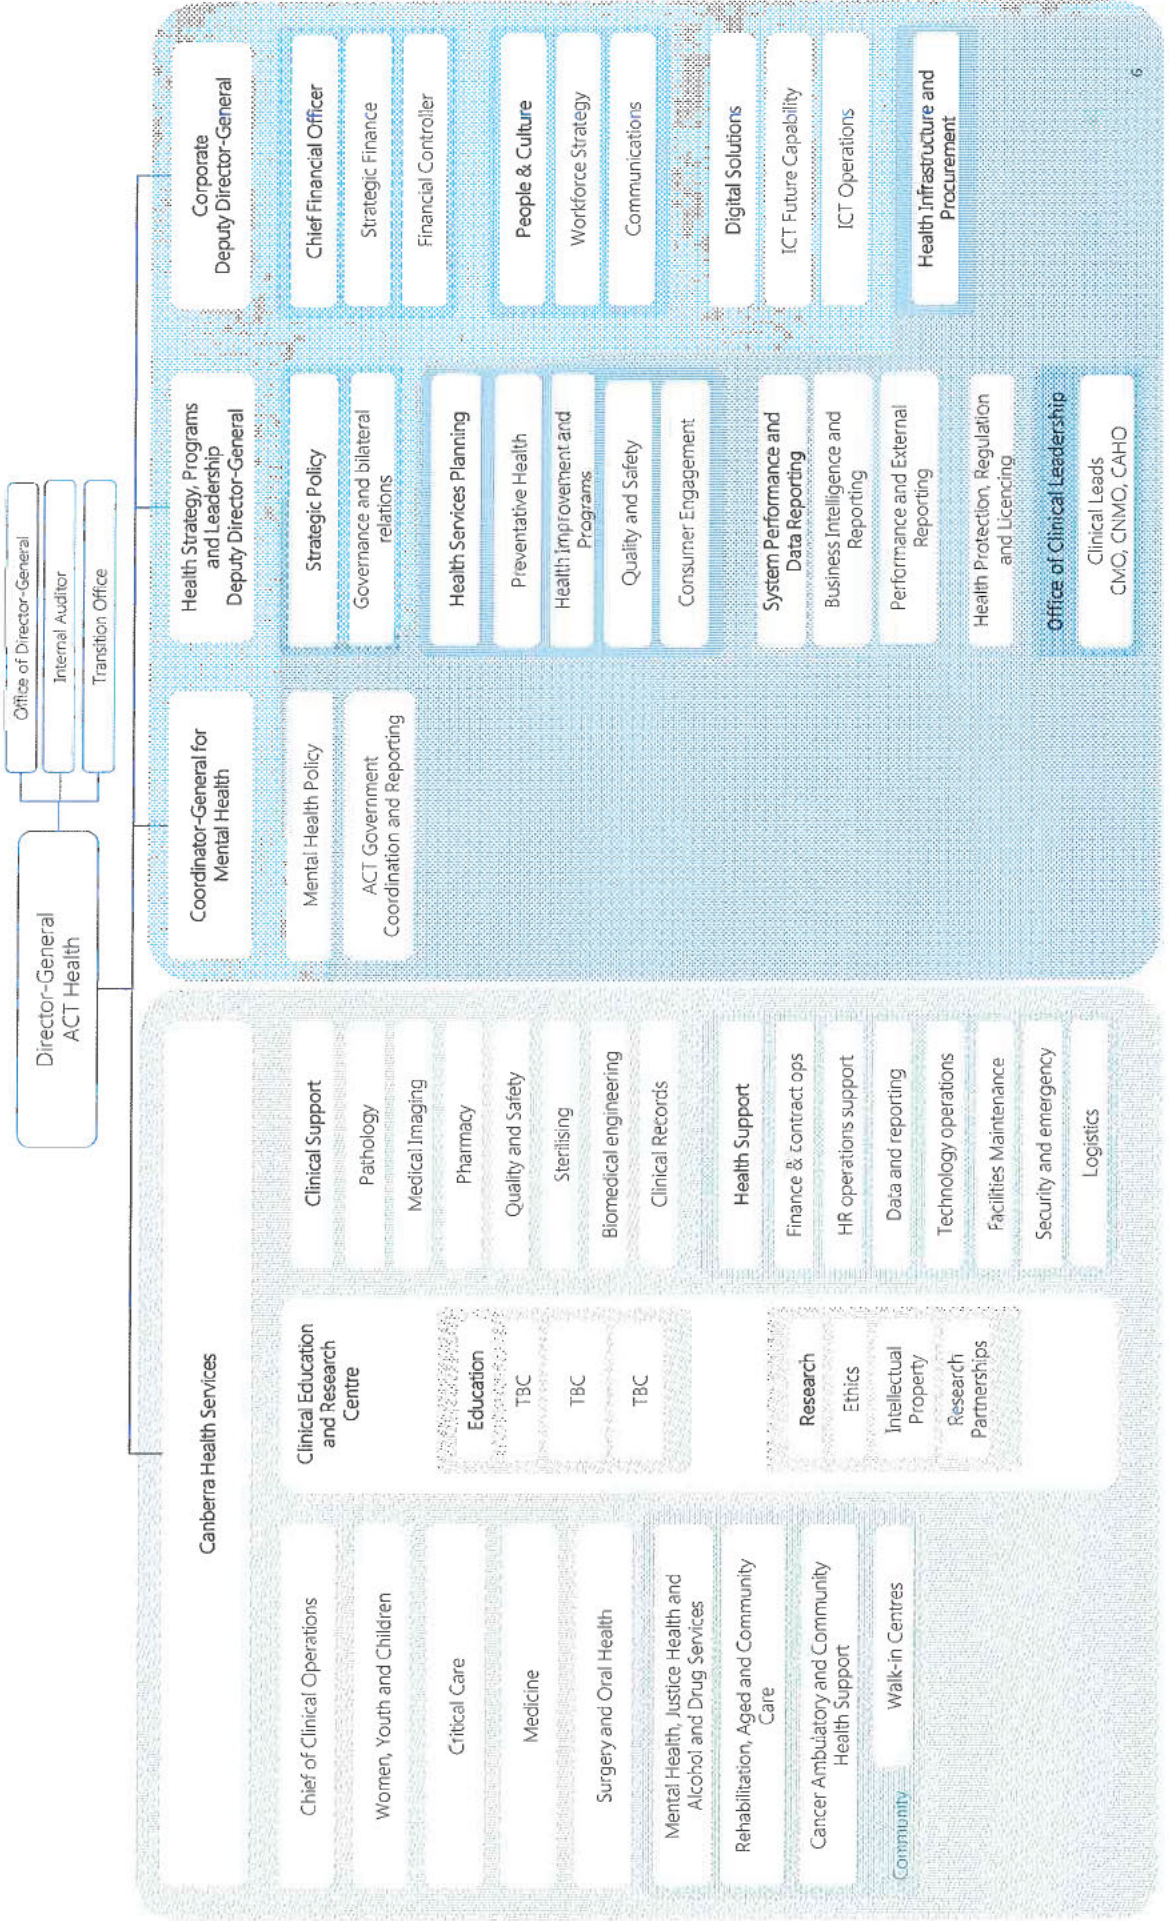 Director-General
ACT Health
Office of Director-General
Internal Auditor
Transition Office
Canberra Health Services
Chief of Clinical Operations
Women, Youth and Children
Critical Care
Medicine
Surgery and Oral Health
Mental Health, Justice Health and
Alcohol and Drug Services
Rehabilitation, Aged and Community
Care
Cancer Ambulatory and Community
Health Support
Community
Walk-in Centres
Clinical Education
and Research
Centre
Education
TBC
TBC
TBC
Research
Ethics
Intellectual
Property
Research
Partnerships
Clinical Support
Pathology
Medical Imaging
Pharmacy
Quality and Safety
Sterilising
Biomedical engineering
Clinical Records
Health Support
Finance & contract ops
HR operations support
Data and reporting
Technology operations
Facilities Maintenance
Security and emergency
Logistics
Coordinator-General for
Mental Health
Mental Health Policy
ACT Government
Coordination and Reporting
Health Strategy, Programs
and Leadership
Deputy Director-General
Strategic Policy
Governance and bilateral
relations
Health Services Planning
Preventative Health
Health Improvement and
Programs
Quality and Safety
Consumer Engagement
System Performance and
Data Reporting
Business Intelligence and
Reporting
Performance and External
Reporting
Health Protection, Regulation
and Licencing
Office of Clinical Leadership
Clinical Leads
CMO, CNMO, CAHO
Corporate
Deputy Director-General
Chief Financial Officer
Strategic Finance
Financial Controller
People & Culture
Workforce Strategy
Communications
Digital Solutions
ICT Future Capability
ICT Operations
Health Infrastructure and
Procurement
6